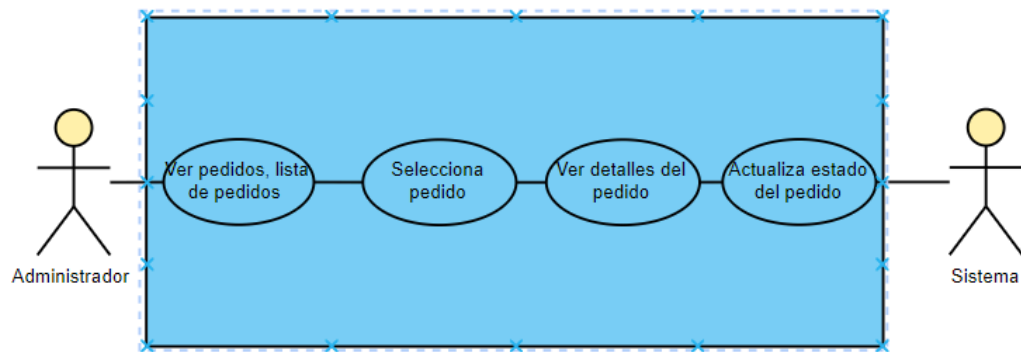 Ver pedidos, lista
de pedidos
Selecciona
pedido
Ver detalles del
pedido
Actualiza estado
del pedido
Administrador
Sistema